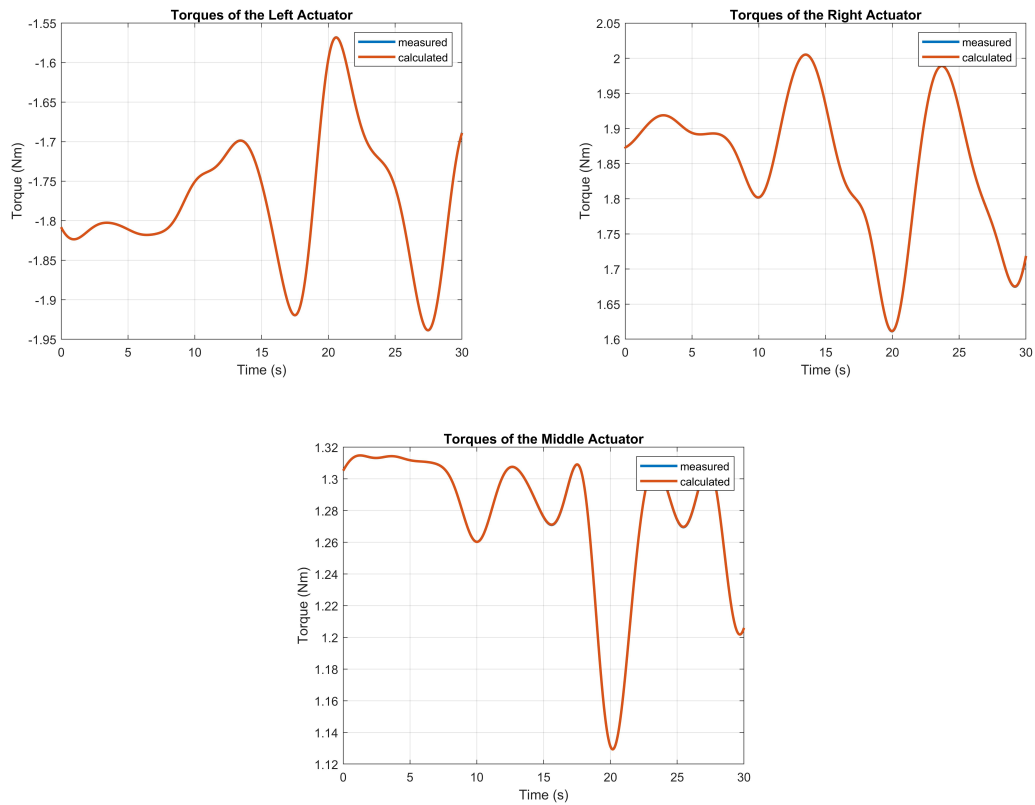 Torques of the Left Actuator
measured
calculated
-1.55
-1.6
-1.65
-1.7
-1.75
-1.8
-1.85
-1.9
-1.95
Torque (Nm)
0 5 10 15 20 25 30
Time (s)
Torques of the Right Actuator
measured
calculated
2.05
2
1.95
1.9
1.85
1.8
1.75
1.7
1.65
1.6
Torque (Nm)
0 5 10 15 20 25 30
Time (s)
Torques of the Middle Actuator
measured
calculated
1.32
1.3
1.28
1.26
1.24
1.22
1.2
1.18
1.16
1.14
1.12
Torque (Nm)
0 5 10 15 20 25 30
Time (s)